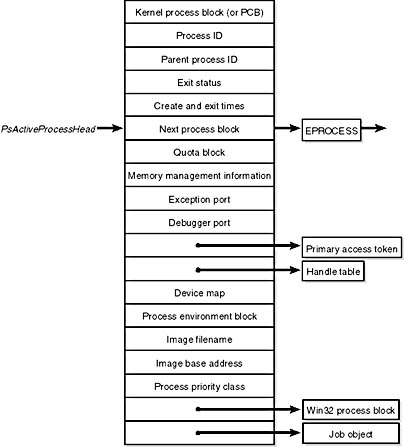 Kernel process block (or PCB)
Process ID
Parent process ID
Exit status
Create and exit times
PsActiveProcessHead
Next process block
EPROCESS
Quota block
Memory management information
Exception port
Debugger port
Primary access token
Handle table
Device map
Process environment block
Image filename
Image base address
Process priority class
Win32 process block
Job object